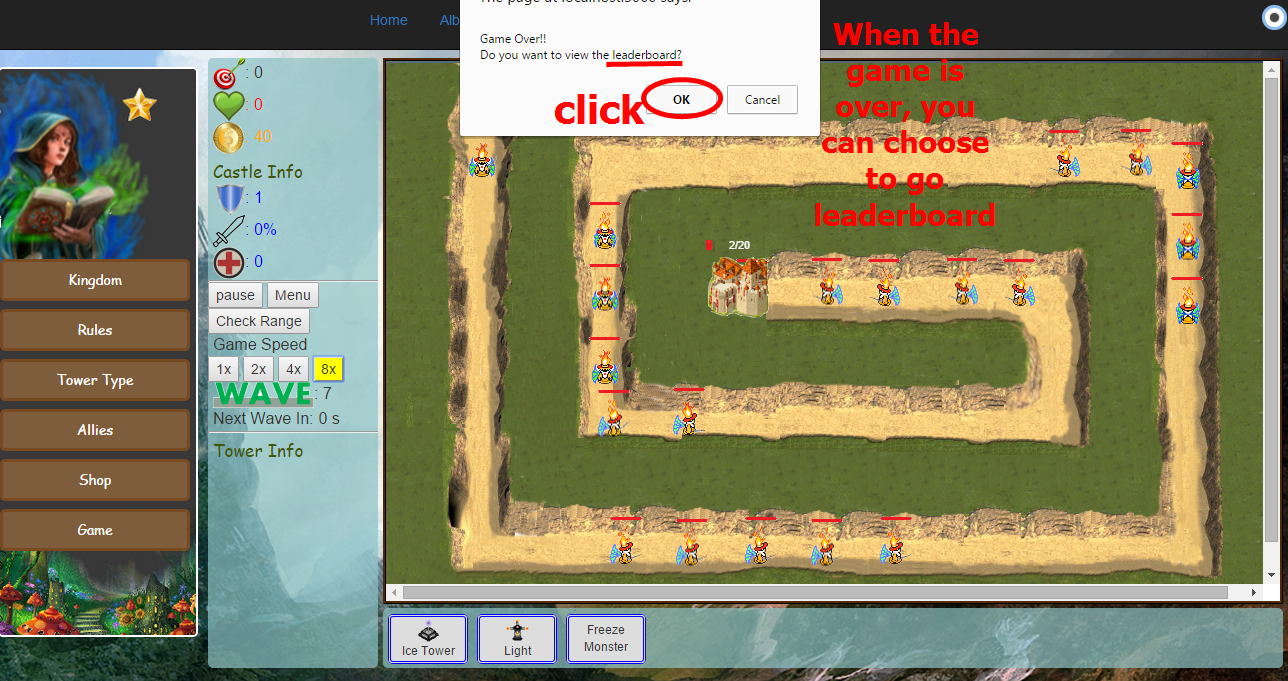 Home
Alb
The page at localhost:3000 says:
Game Over!!
Do you want to view the leaderboard?
click
OK
Cancel
When the
game is
over, you
can choose
to go
leaderboard
: 0
: 0
: 40
Castle Info
: 1
: 0%
: 0
pause
Menu
Check Range
Game Speed
1x
2x
4x
8x
WAVE : 7
Next Wave In: 0 s
Tower Info
Kingdom
Rules
Tower Type
Allies
Shop
Game
2/20
Ice Tower
Light
Freeze
Monster